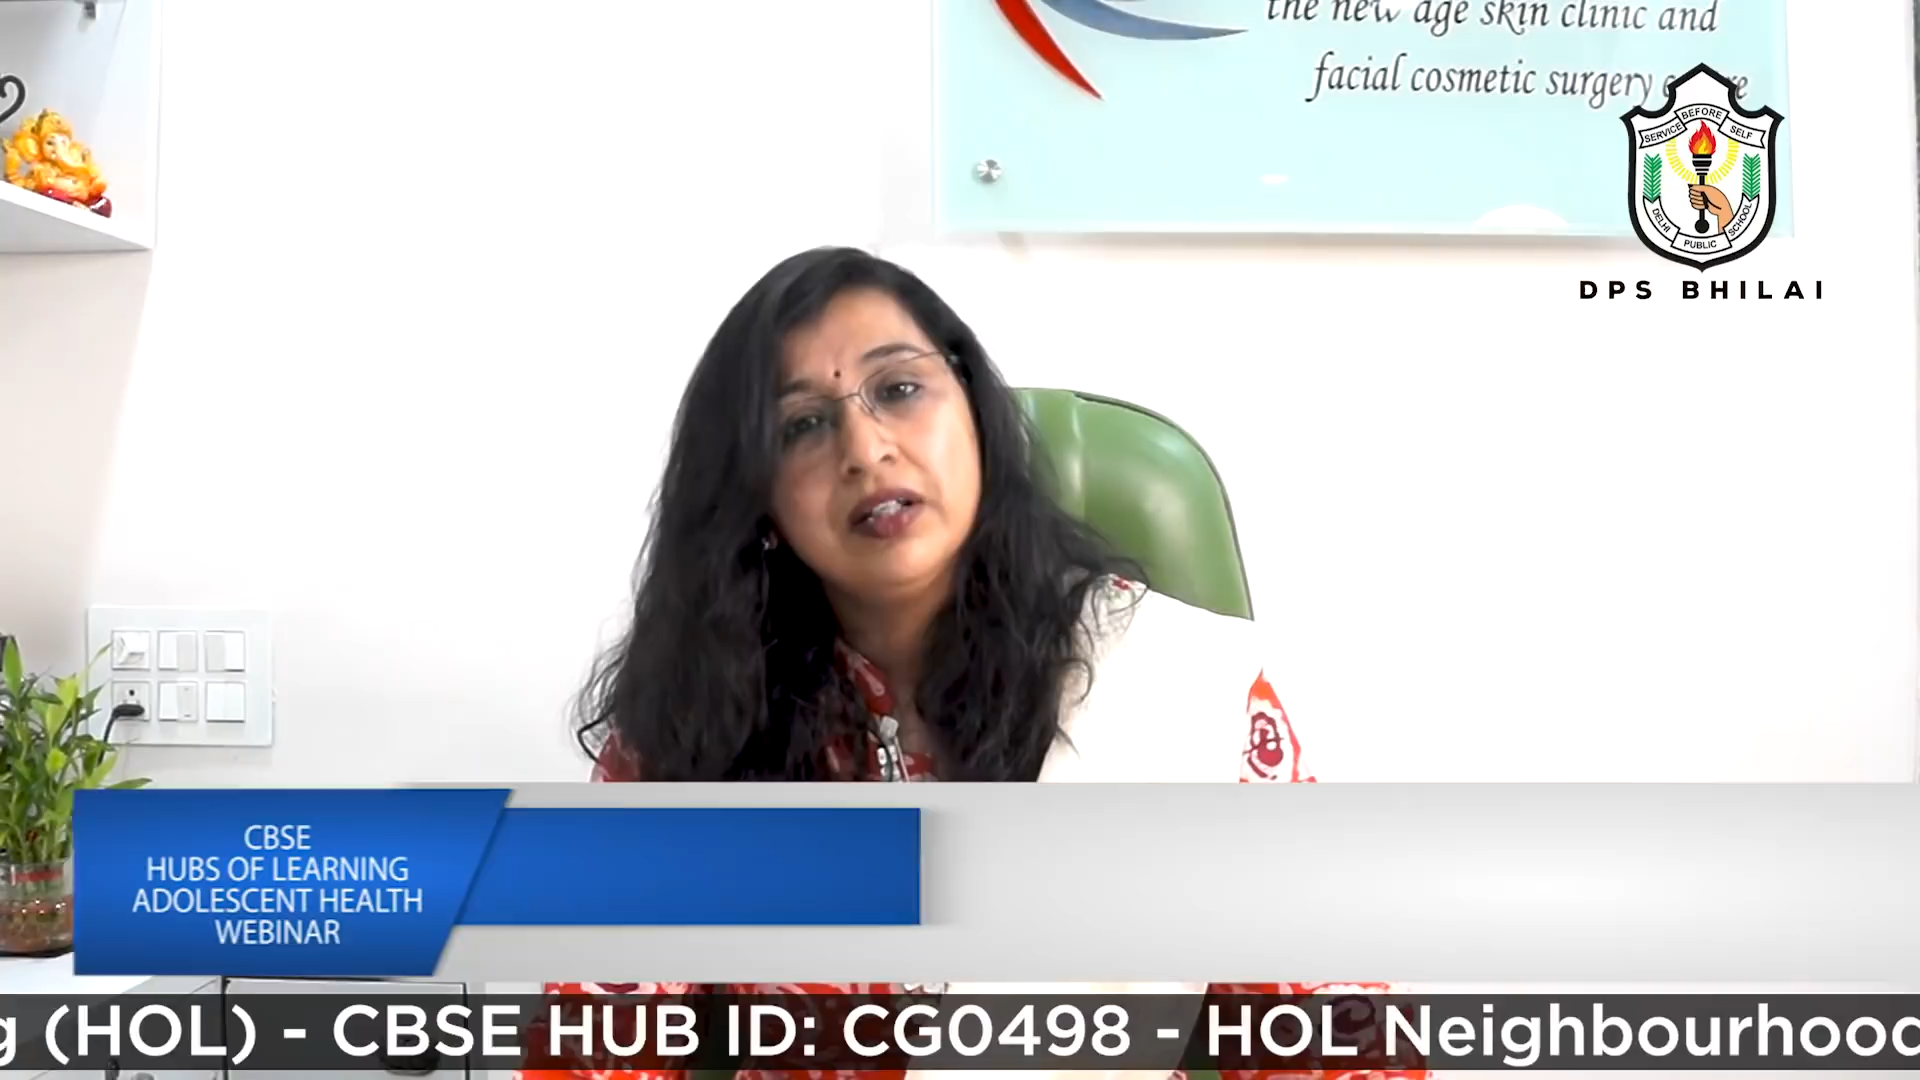 the new age skin clinic and
facial cosmetic surgery
SERVICE BEFORE SELF
DELHI PUBLIC SCHOOL
DPS BHILAI
CBSE
HUBS OF LEARNING
ADOLESCENT HEALTH
WEBINAR
(HOL) - CBSE HUB ID: CG0498 - HOL Neighbourhood